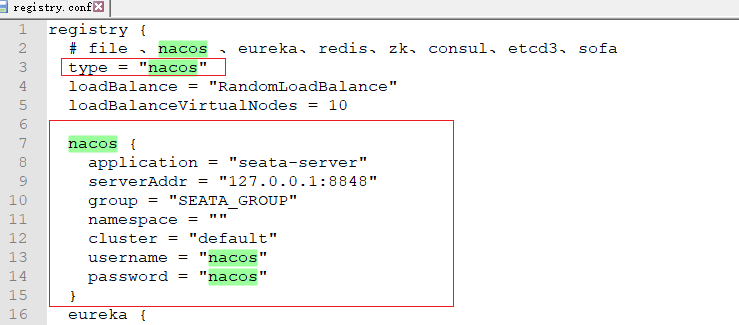 registry.conf
1 registry {
2 # file 、nacos 、eureka、redis、zk、consul、etcd3、sofa
3 type = "nacos"
4 loadBalance = "RandomLoadBalance"
5 loadBalanceVirtualNodes = 10
6
7 nacos {
8 application = "seata-server"
9 serverAddr = "127.0.0.1:8848"
10 group = "SEATA_GROUP"
11 namespace = ""
12 cluster = "default"
13 username = "nacos"
14 password = "nacos"
15 }
16 eureka {